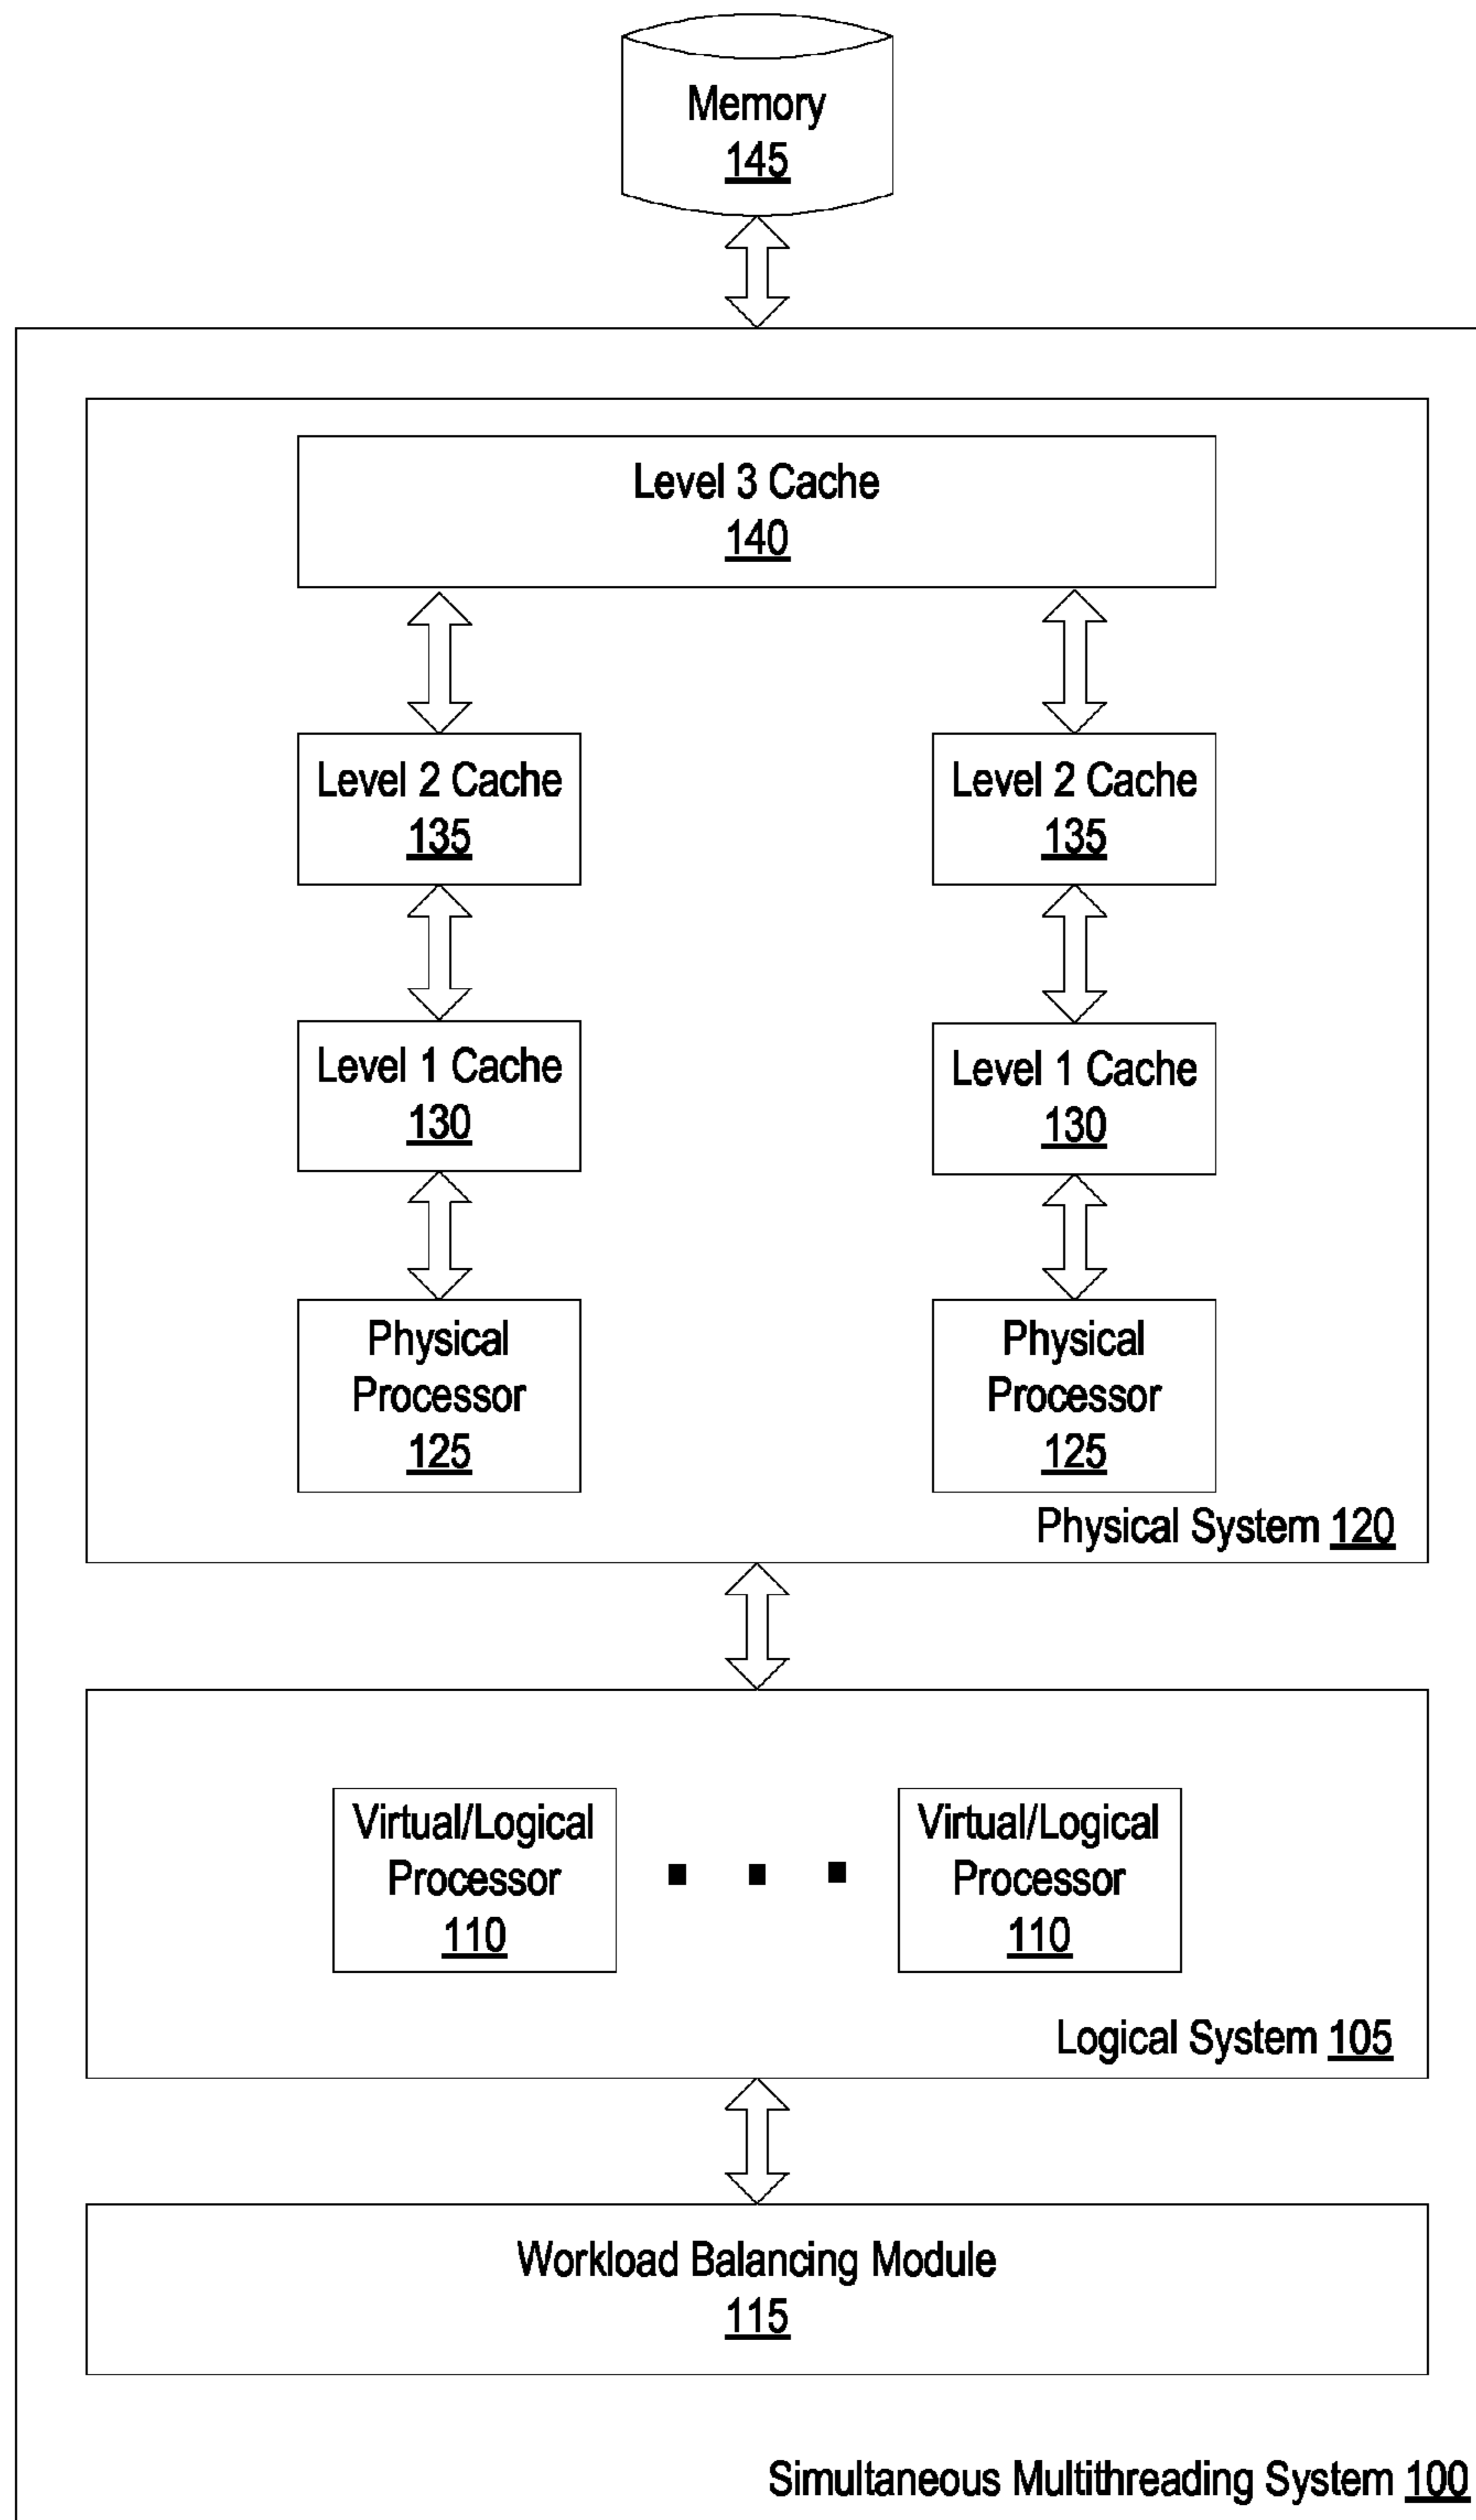 Memory
145
Level 3 Cache
140
Level 2 Cache
135
Level 2 Cache
135
Level 1 Cache
130
Level 1 Cache
130
Physical
Processor
125
Physical
Processor
125
Physical System 120
Virtual/Logical
Processor
110
Virtual/Logical
Processor
110
Logical System 105
Workload Balancing Module
115
Simultaneous Multithreading System 100